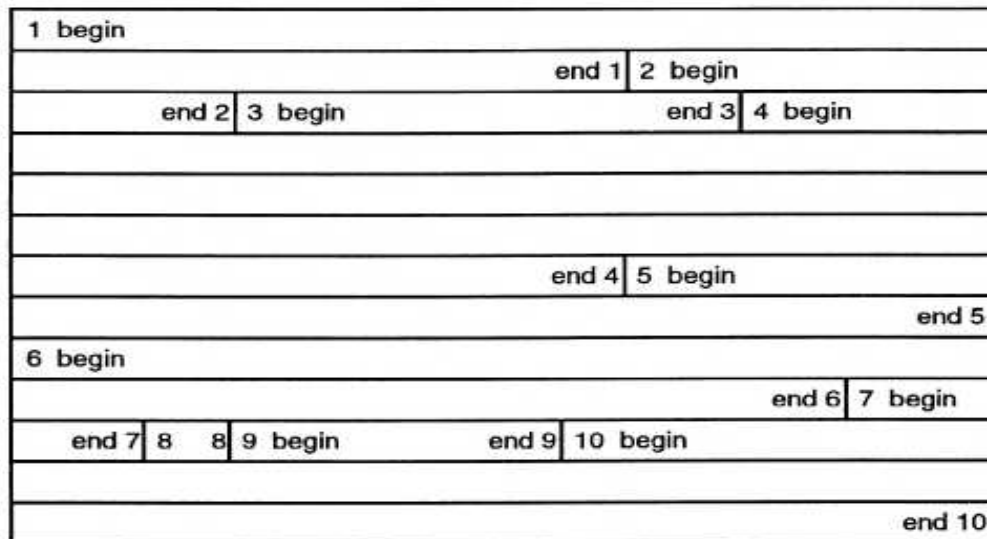 1 begin
end 1 2 begin
end 2 3 begin end 3 4 begin
end 4 5 begin
end 5
6 begin
end 6 7 begin
end 7 8 8 9 begin end 9 10 begin
end 10